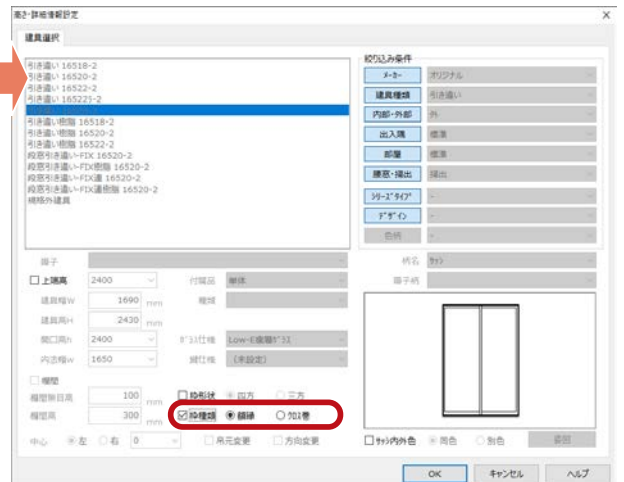 高さ・詳細情報設定
建具選択
引き違い 16518-2
引き違い 16520-2
引き違い 16522-2
引き違い 16522S-2
引き違い樹脂 16518-2
引き違い樹脂 16520-2
引き違い樹脂 16522-2
段窓引き違い-FIX 16520-2
段窓引き違い-FIX樹脂 16520-2
段窓引き違い-FIX連 16520-2
段窓引き違い-FIX連樹脂 16520-2
規格外建具
絞り込み条件
メーカー オリジナル
建具種類 引き違い
内部・外部 外
出入隅 標準
部屋 標準
腰窓・掃出 掃出
シリーズタイプ -
デザイン -
色柄 -
障子
柄名 サッシ
上端高 2400 付属品 単体
障子柄
建具幅W 1690 mm 種類
建具高H 2430 mm
開口高h 2400 ガラス仕様 Low-E複層ガラス
内法幅w 1650 鍵仕様 (未設定)
欄間
欄間無目高 100 mm 枠形状 四方 三方
欄間高 300 mm 枠種類 額縁 クロス巻
中心 左 右 0 吊元変更 方向変更
サッシ内外色 同色 別色 姿図
OK キャンセル ヘルプ